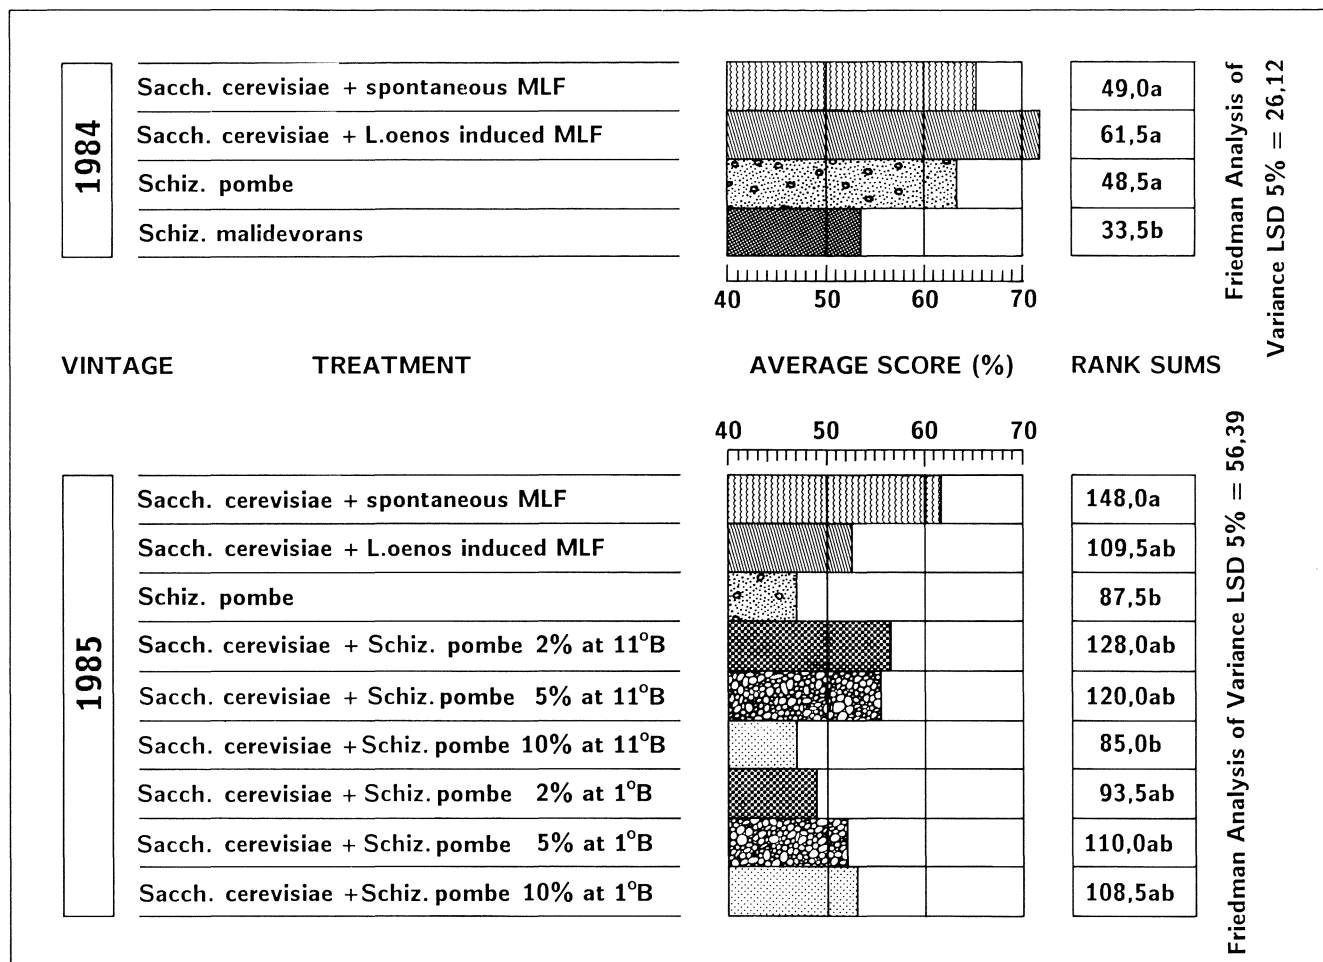 1984
Sacch. cerevisiae + spontaneous MLF 49,0a
Sacch. cerevisiae + L.oenos induced MLF 61,5a
Schiz. pombe 48,5a
Schiz. malidevorans 33,5b
40 50 60 70
Friedman Analysis of
Variance LSD 5% = 26,12
VINTAGE TREATMENT AVERAGE SCORE (%) RANK SUMS
40 50 60 70
1985
Sacch. cerevisiae + spontaneous MLF 148,0a
Sacch. cerevisiae + L.oenos induced MLF 109,5ab
Schiz. pombe 87,5b
Sacch. cerevisiae + Schiz. pombe 2% at 11°B 128,0ab
Sacch. cerevisiae + Schiz. pombe 5% at 11°B 120,0ab
Sacch. cerevisiae + Schiz. pombe 10% at 11°B 85,0b
Sacch. cerevisiae + Schiz. pombe 2% at 1°B 93,5ab
Sacch. cerevisiae + Schiz. pombe 5% at 1°B 110,0ab
Sacch. cerevisiae + Schiz. pombe 10% at 1°B 108,5ab
Friedman Analysis of Variance LSD 5% = 56,39